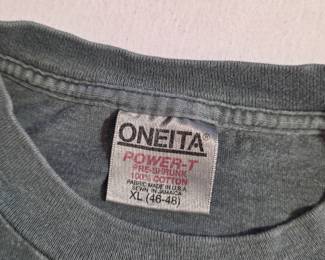 ONEITA®
POWER-T
PRE-SHRUNK
100% COTTON
FABRIC MADE IN U.S.A.
SEWN IN JAMAICA
XL (46-48)